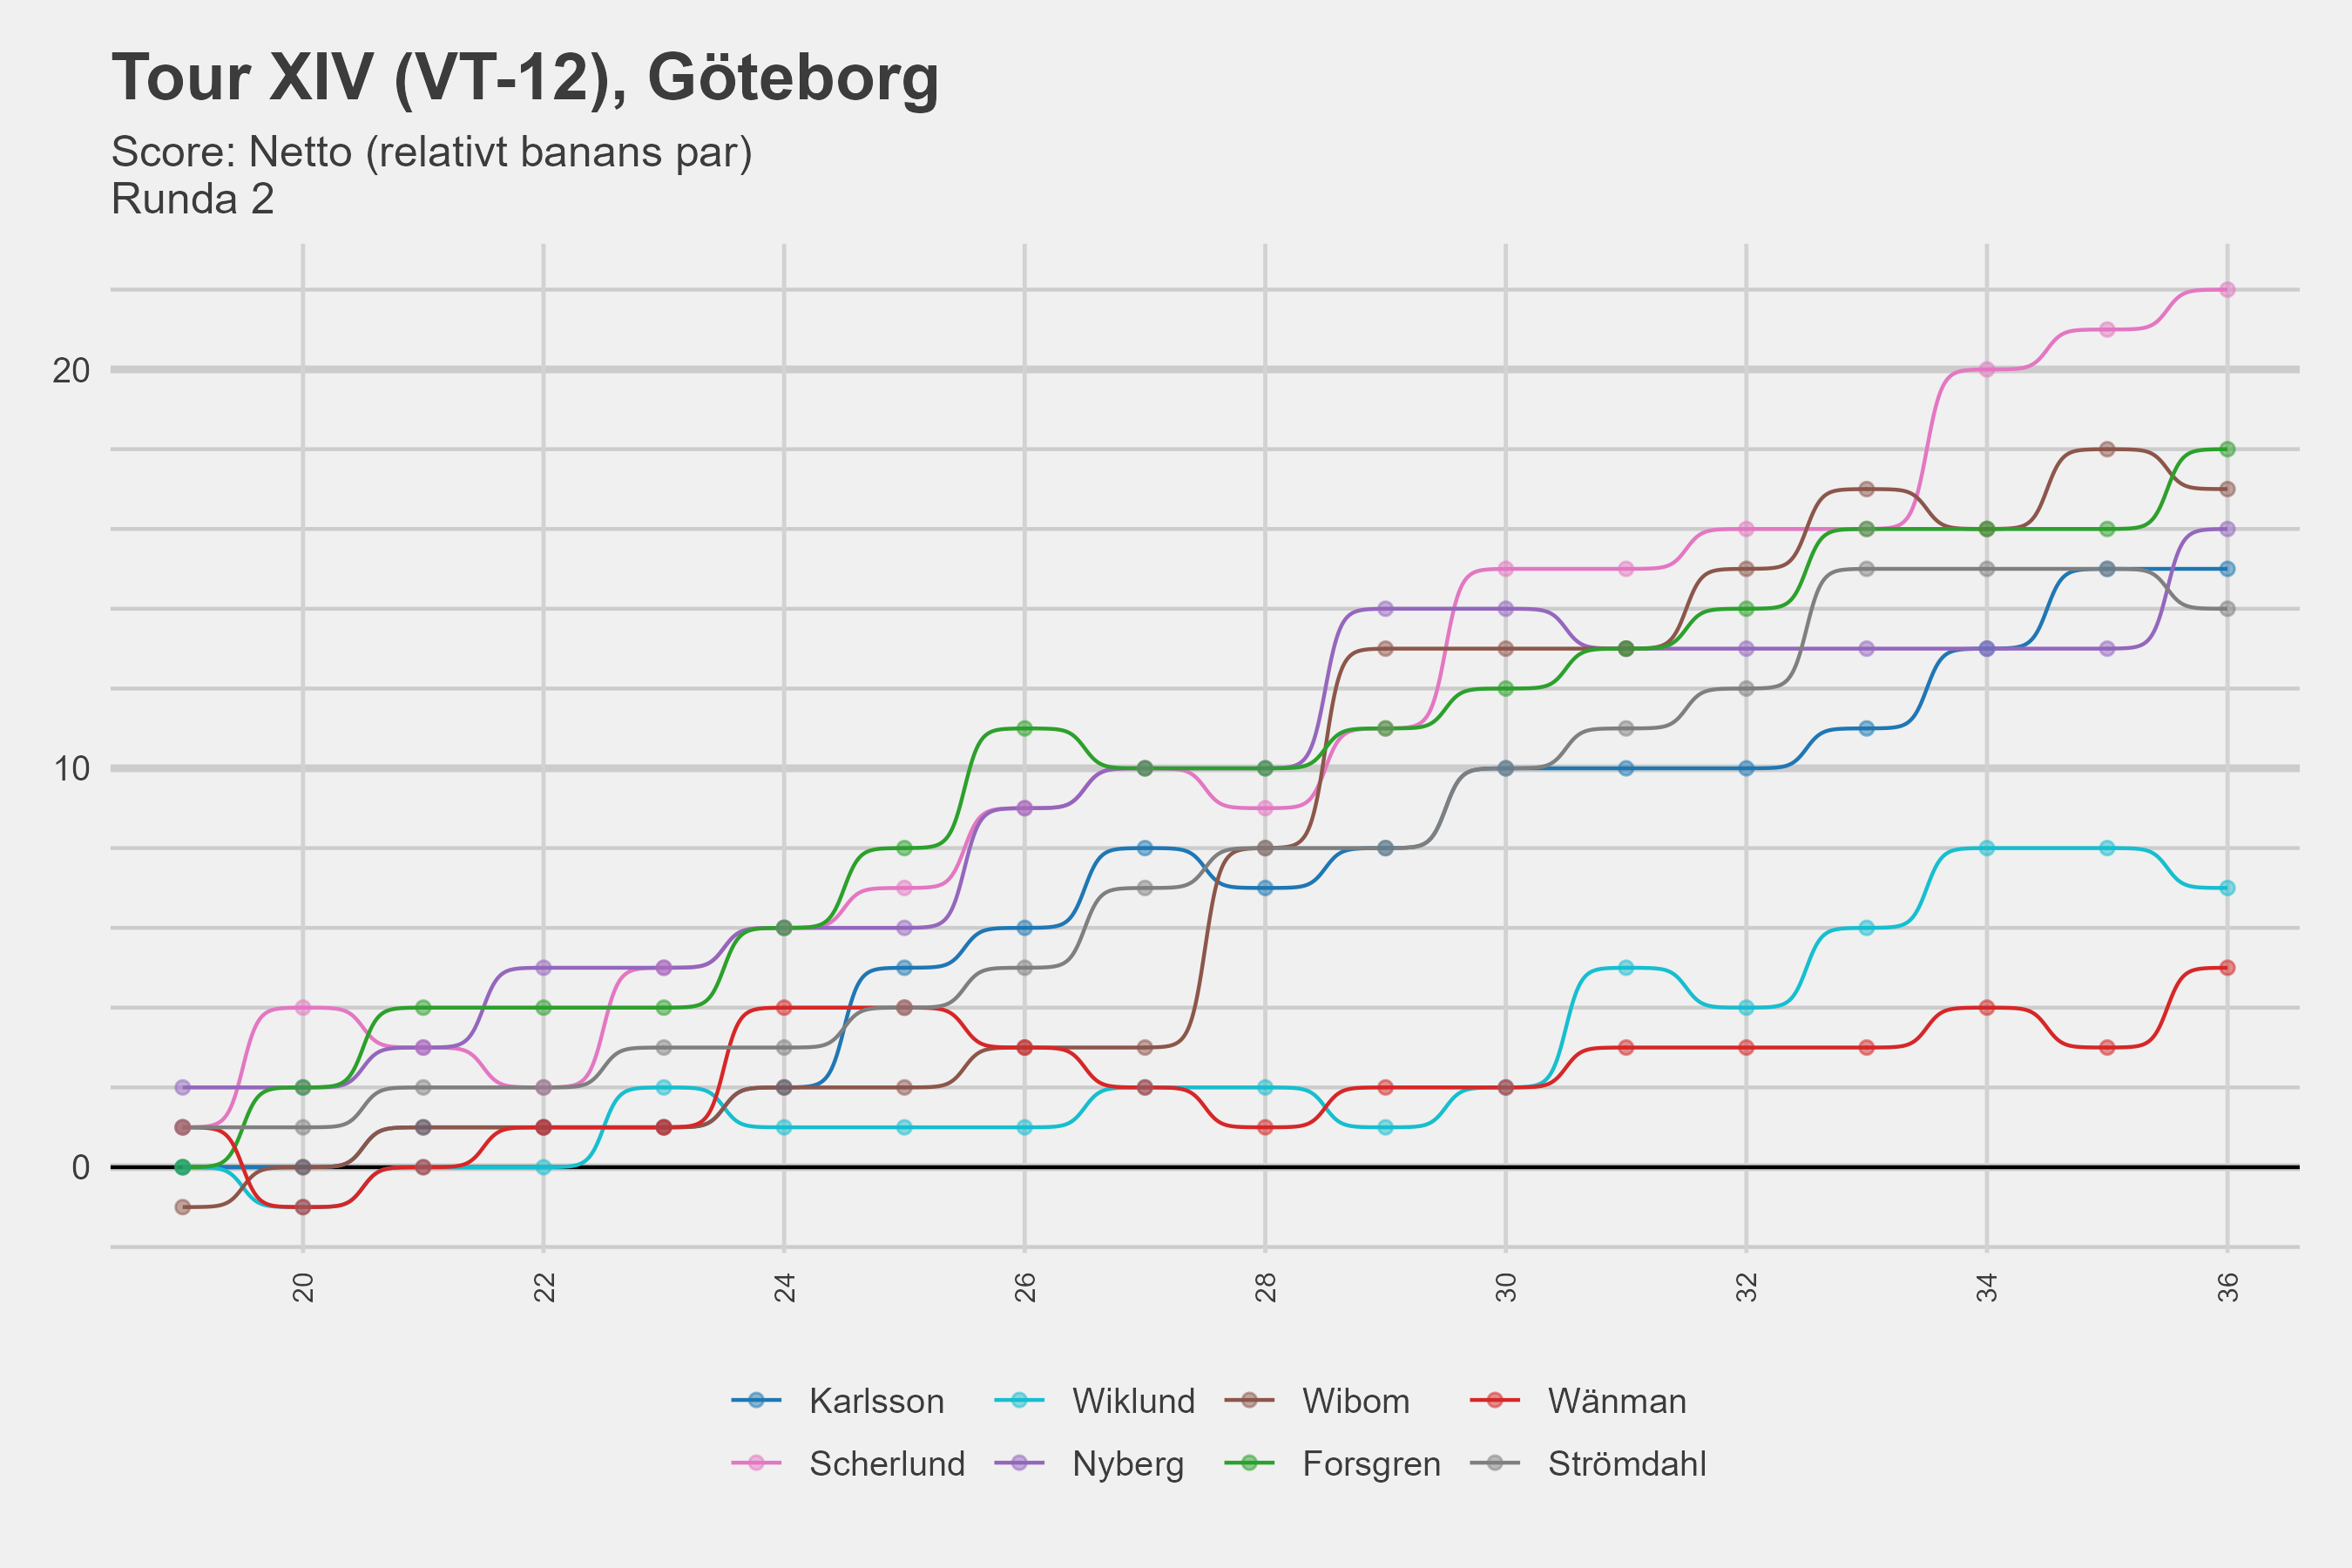 Tour XIV (VT-12), Göteborg
Score: Netto (relativt banans par)
Runda 2
20
10
0
20 22 24 26 28 30 32 34 36
Karlsson Wiklund Wibom Wänman
Scherlund Nyberg Forsgren Strömdahl